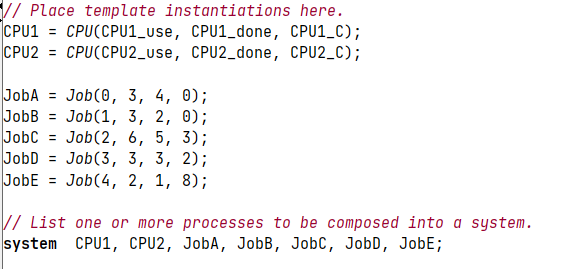 // Place template instantiations here.
CPU1 = CPU(CPU1_use, CPU1_done, CPU1_C);
CPU2 = CPU(CPU2_use, CPU2_done, CPU2_C);
JobA = Job(0, 3, 4, 0);
JobB = Job(1, 3, 2, 0);
JobC = Job(2, 6, 5, 3);
JobD = Job(3, 3, 3, 2);
JobE = Job(4, 2, 1, 8);
// List one or more processes to be composed into a system.
system  CPU1, CPU2, JobA, JobB, JobC, JobD, JobE;